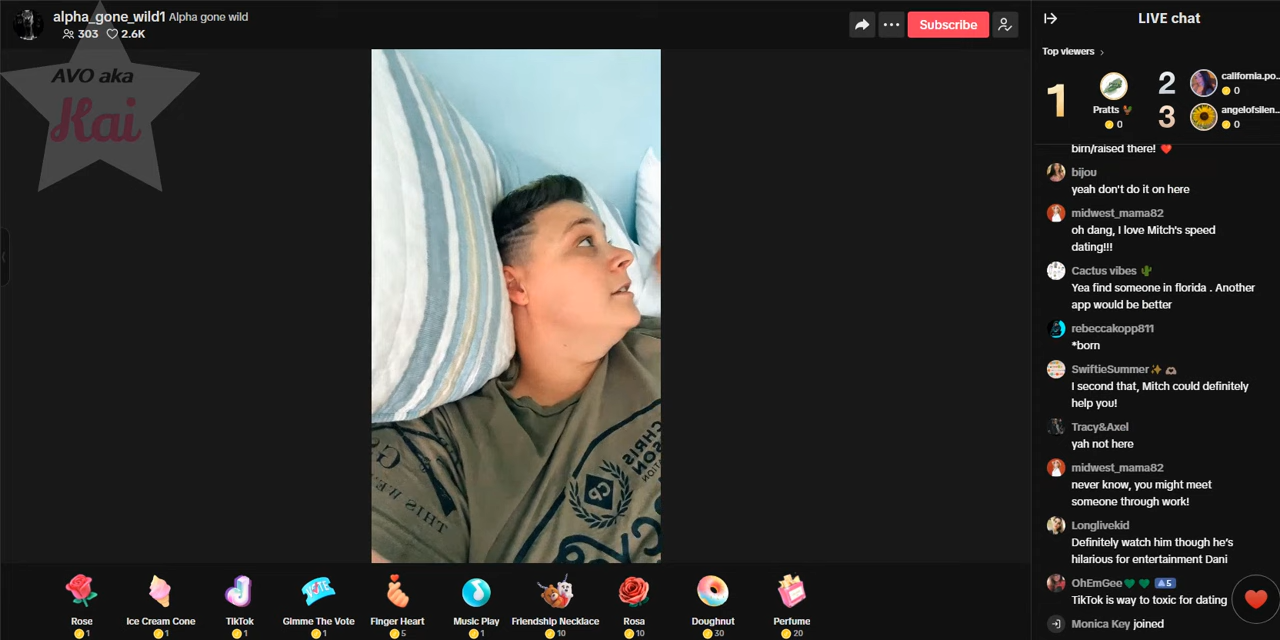 alpha_gone_wild1 Alpha gone wild
303 2.6K
Subscribe
AVO aka
Kai
LIVE chat
Top viewers
1
Pratts
0
2
california.po...
0
3
angelofsilen...
0
birn/raised there!
bijou
yeah don't do it on here
midwest_mama82
oh dang, I love Mitch's speed
dating!!!
Cactus vibes
Yea find someone in florida . Another
app would be better
rebeccakopp811
*born
SwiftieSummer
I second that, Mitch could definitely
help you!
Tracy&Axel
yah not here
midwest_mama82
never know, you might meet
someone through work!
Longlivekid
Definitely watch him though he's
hilarious for entertainment Dani
OhEmGee 5
TikTok is way to toxic for dating
Monica Key joined
CHRIS
CP
THIS WE
VOTE
Rose
1
Ice Cream Cone
1
TikTok
1
Gimme The Vote
1
Finger Heart
5
Music Play
1
Friendship Necklace
10
Rosa
10
Doughnut
30
Perfume
20